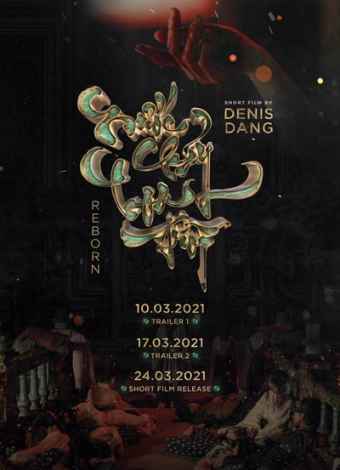 SHORT FILM BY
DENIS
DANG
REBORN
10.03.2021
TRAILER 1
17.03.2021
TRAILER 2
24.03.2021
SHORT FILM RELEASE